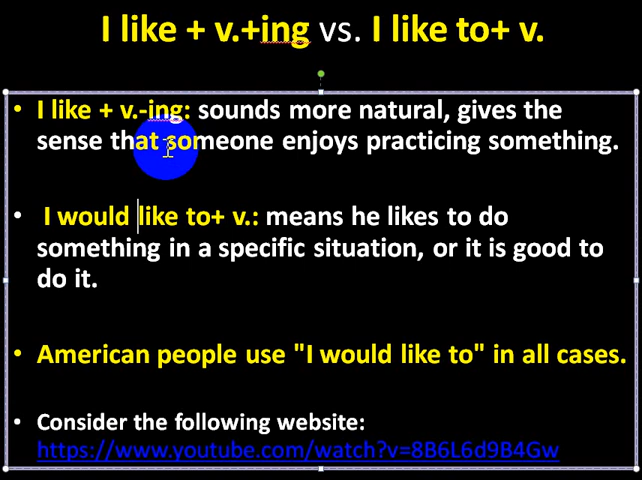 I like + v.+ing vs. I like to+ v.
• I like + v.-ing: sounds more natural, gives the
sense that someone enjoys practicing something.
• I would like to+ v.: means he likes to do
something in a specific situation, or it is good to
do it.
• American people use "I would like to" in all cases.
• Consider the following website:
https://www.youtube.com/watch?v=8B6L6d9B4Gw